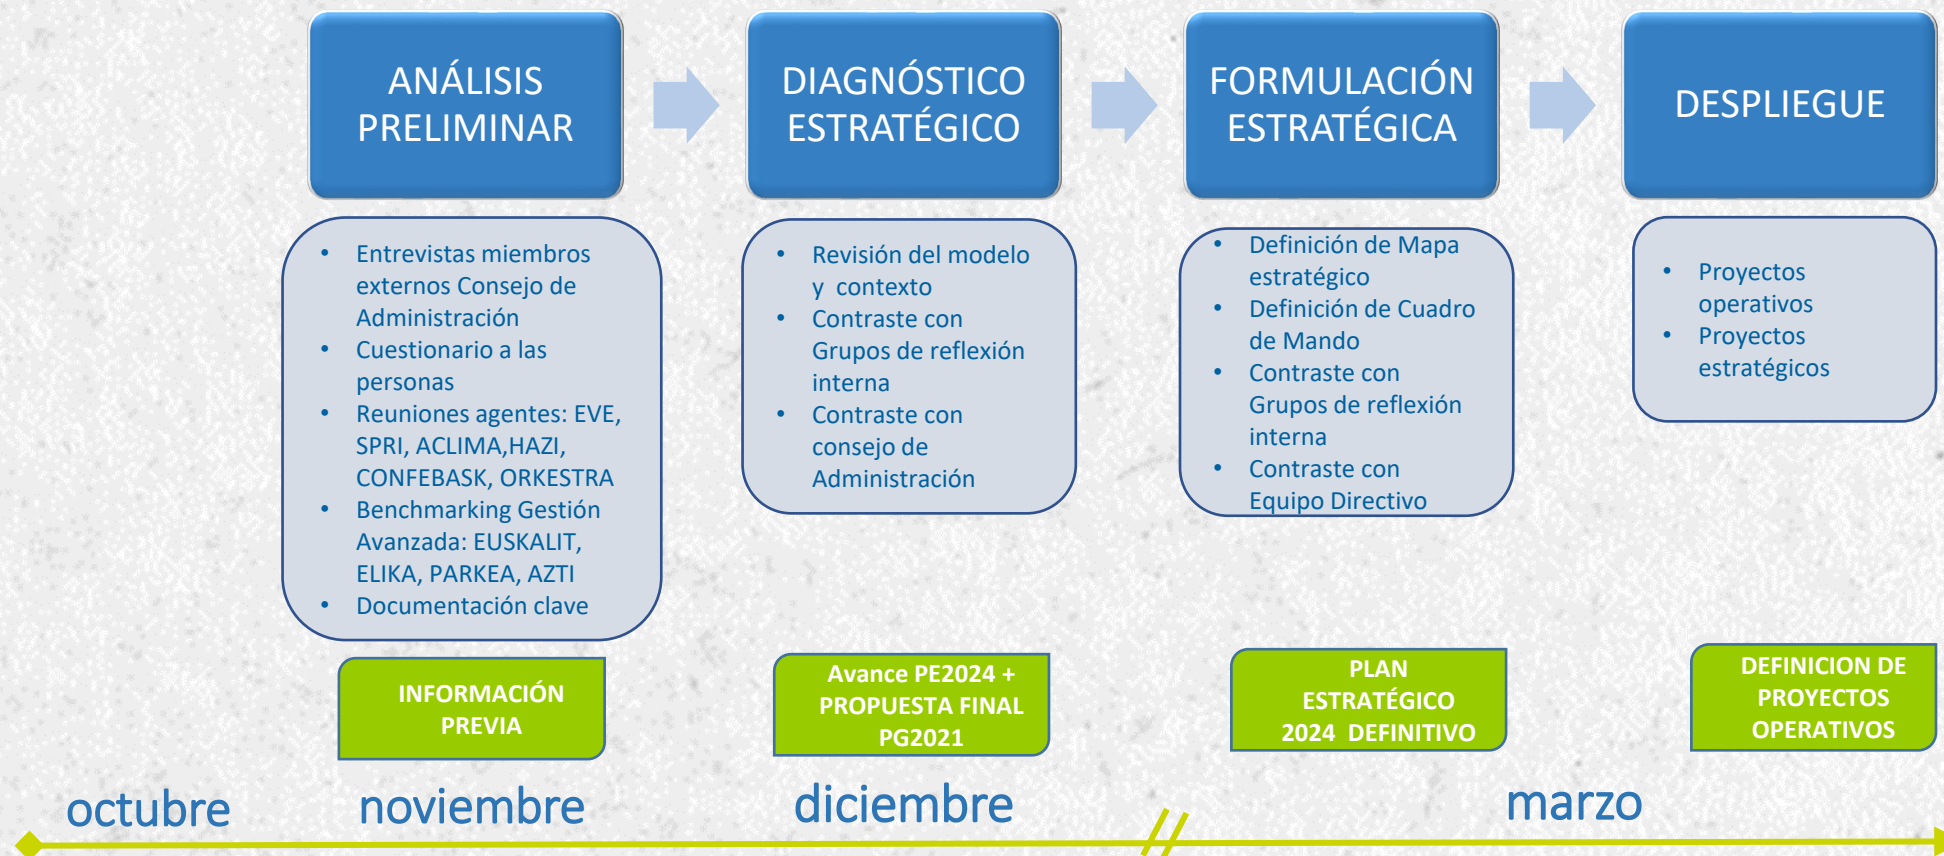 ANÁLISIS
PRELIMINAR
DIAGNÓSTICO
ESTRATÉGICO
FORMULACIÓN
ESTRATÉGICA
DESPLIEGUE
• Entrevistas miembros
externos Consejo de
Administración
• Cuestionario a las
personas
• Reuniones agentes: EVE,
SPRI, ACLIMA,HAZI,
CONFEBASK, ORKESTRA
• Benchmarking Gestión
Avanzada: EUSKALIT,
ELIKA, PARKEA, AZTI
• Documentación clave
• Revisión del modelo
y  contexto
• Contraste con
Grupos de reflexión
interna
• Contraste con
consejo de
Administración
• Definición de Mapa
estratégico
• Definición de Cuadro
de Mando
• Contraste con
Grupos de reflexión
interna
• Contraste con
Equipo Directivo
• Proyectos
operativos
• Proyectos
estratégicos
INFORMACIÓN
PREVIA
Avance PE2024 +
PROPUESTA FINAL
PG2021
PLAN
ESTRATÉGICO
2024  DEFINITIVO
DEFINICION DE
PROYECTOS
OPERATIVOS
octubre
noviembre
diciembre
marzo